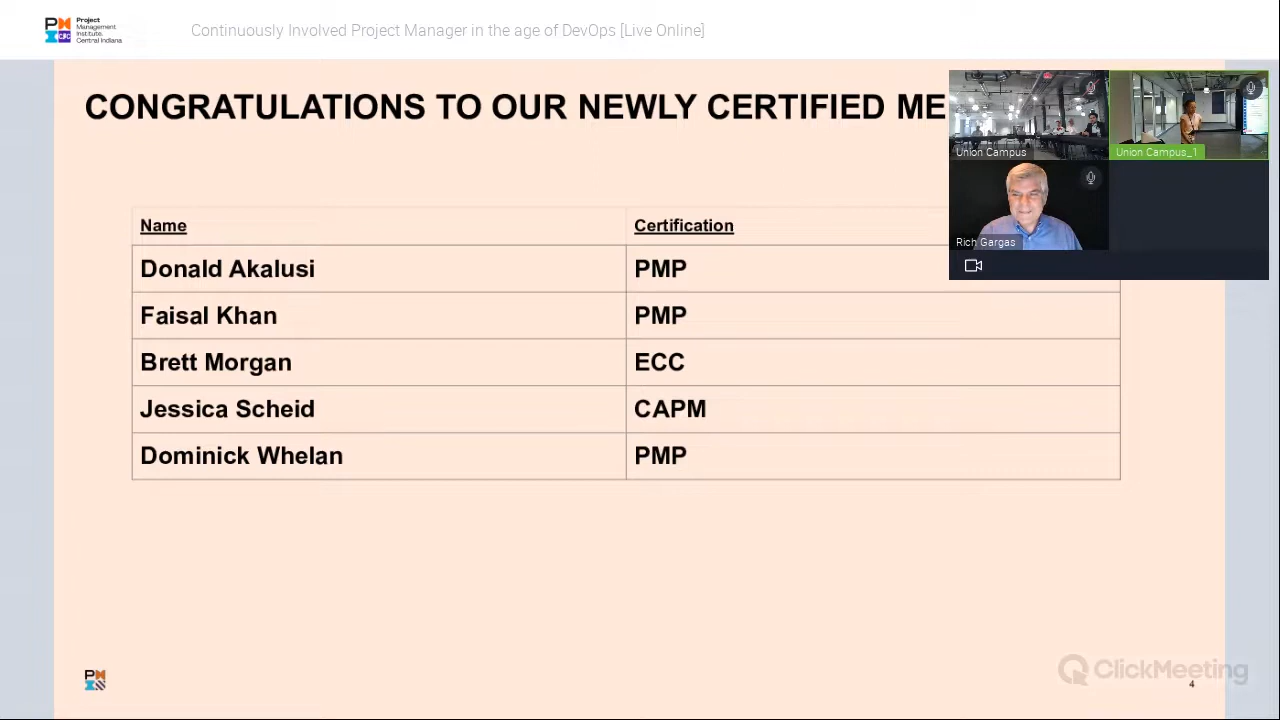 Project
Management
Institute.
Central Indiana
Continuously Involved Project Manager in the age of DevOps [Live Online]
CONGRATULATIONS TO OUR NEWLY CERTIFIED ME
Union Campus
Union Campus_1
Rich Gargas
Name Certification
Donald Akalusi PMP
Faisal Khan PMP
Brett Morgan ECC
Jessica Scheid CAPM
Dominick Whelan PMP
ClickMeeting
4